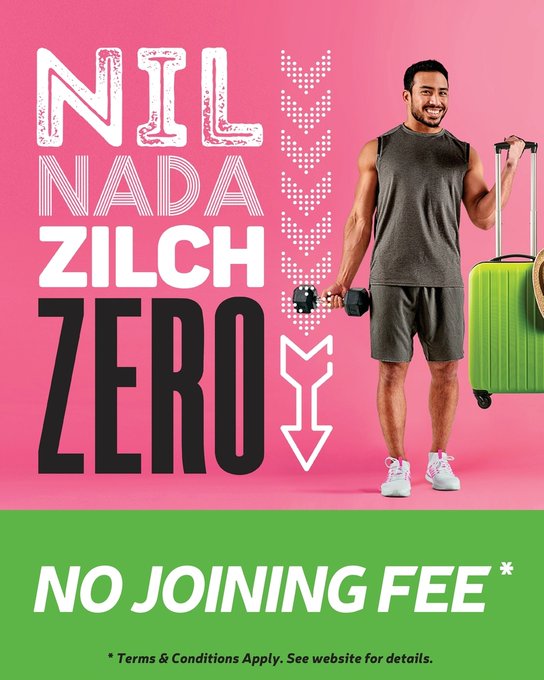 NIL
NADA
ZILCH
ZERO
NO JOINING FEE*
* Terms & Conditions Apply. See website for details.